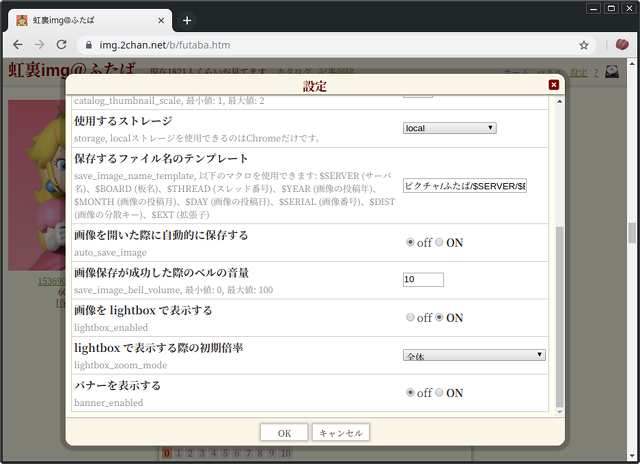 虹裏img@ふたば
img.2chan.net/b/futaba.htm
虹裏img@ふたば
現在1821人くらいが見てます カタログ 記事削除
設定 ?
設定
catalog_thumbnail_scale, 最小値: 1, 最大値: 2
使用するストレージ
storage, localストレージを使用できるのはChromeだけです。
local
保存するファイル名のテンプレート
save_image_name_template, 以下のマクロを使用できます: $SERVER (サーバ
名)、$BOARD (板名)、$THREAD (スレッド番号)、$YEAR (画像の投稿年)、
$MONTH (画像の投稿月)、$DAY (画像の投稿日)、$SERIAL (画像番号)、$DIST
(画像の分散キー)、$EXT (拡張子)
ピクチャ/ふたば/$SERVER/$
画像を開いた際に自動的に保存する
auto_save_image
off ON
画像保存が成功した際のベルの音量
save_image_bell_volume, 最小値: 0, 最大値: 100
10
画像を lightbox で表示する
lightbox_enabled
off ON
lightbox で表示する際の初期倍率
lightbox_zoom_mode
全体
バナーを表示する
banner_enabled
off ON
OK キャンセル
0 1 2 3 4 5 6 7 8 9 10